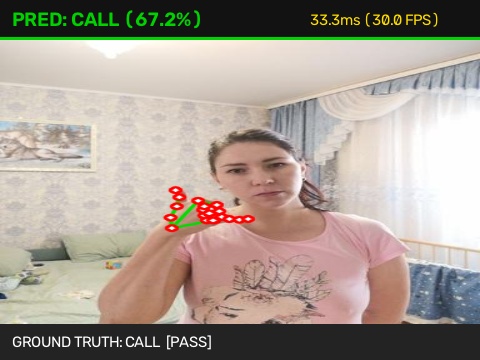 PRED: CALL (67.2%)
33.3ms (30.0 FPS)
GROUND TRUTH: CALL [PASS]